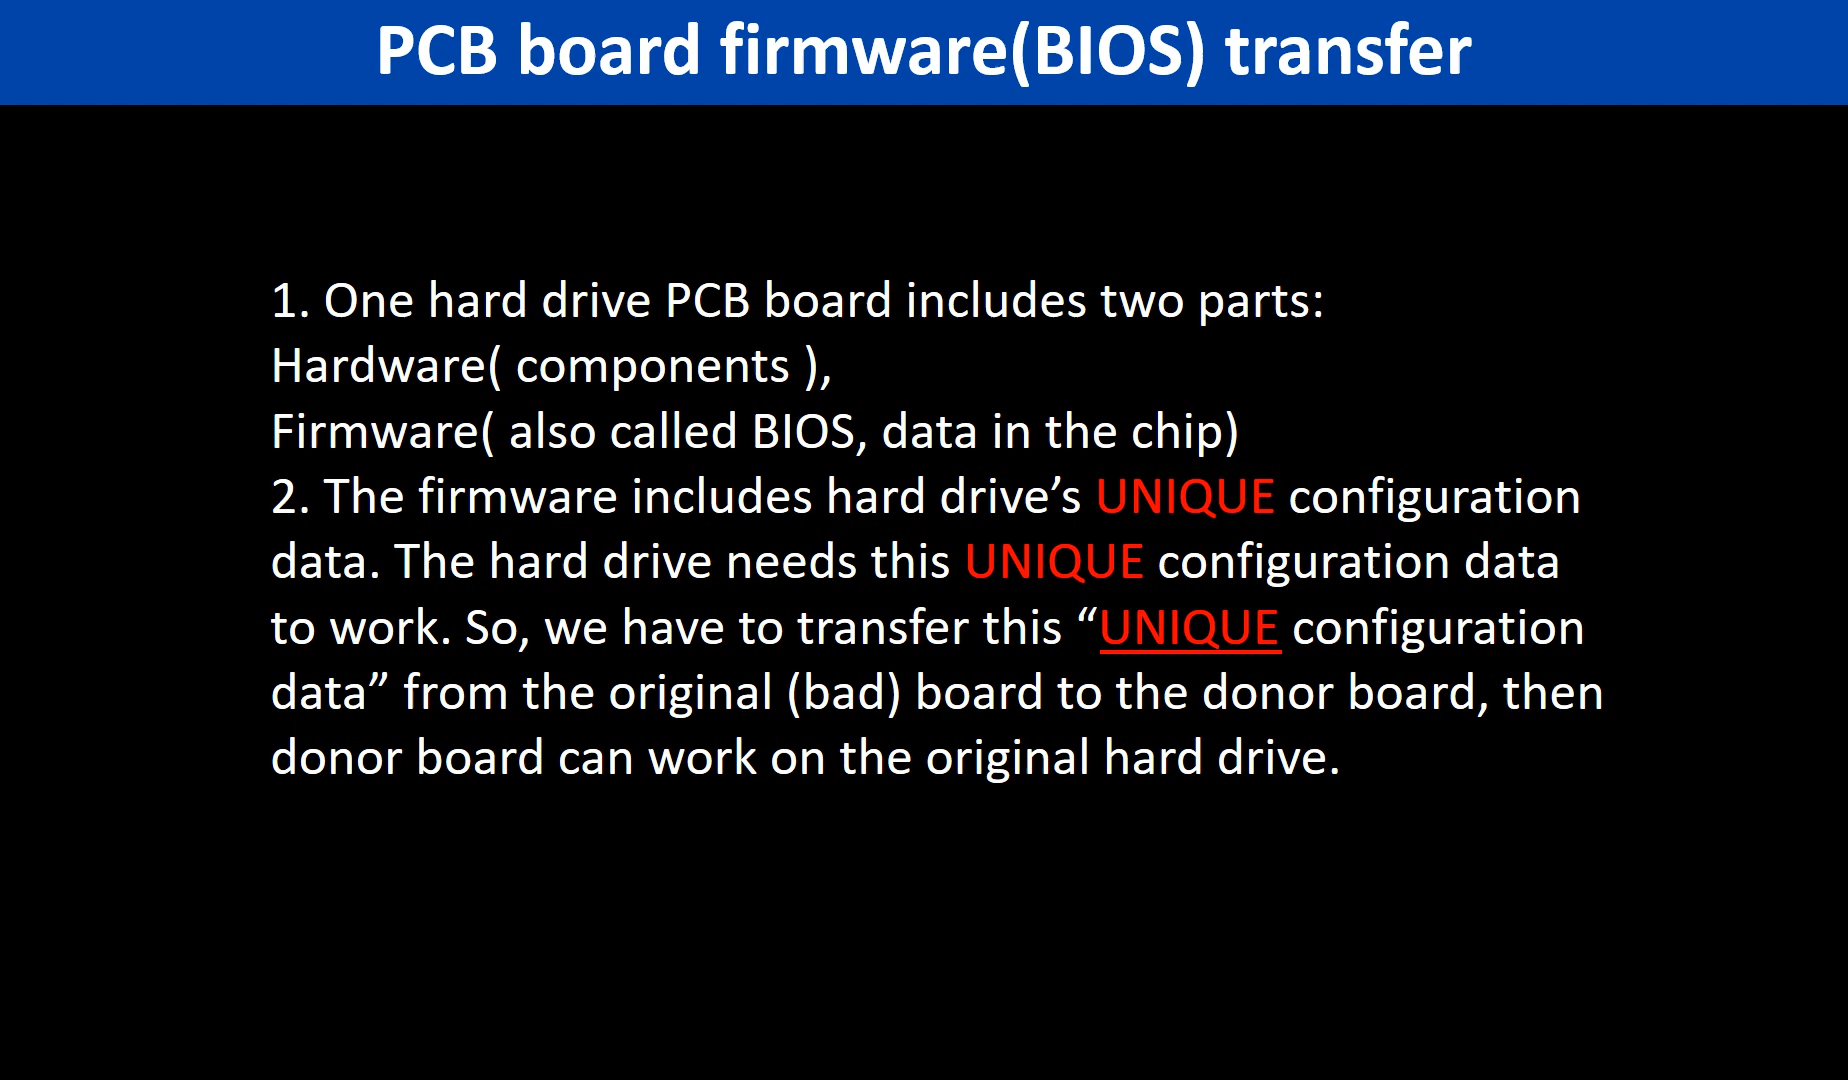 PCB board firmware(BIOS) transfer
1. One hard drive PCB board includes two parts:
Hardware( components ),
Firmware( also called BIOS, data in the chip)
2. The firmware includes hard drive’s UNIQUE configuration
data. The hard drive needs this UNIQUE configuration data
to work. So, we have to transfer this “UNIQUE configuration
data” from the original (bad) board to the donor board, then
donor board can work on the original hard drive.